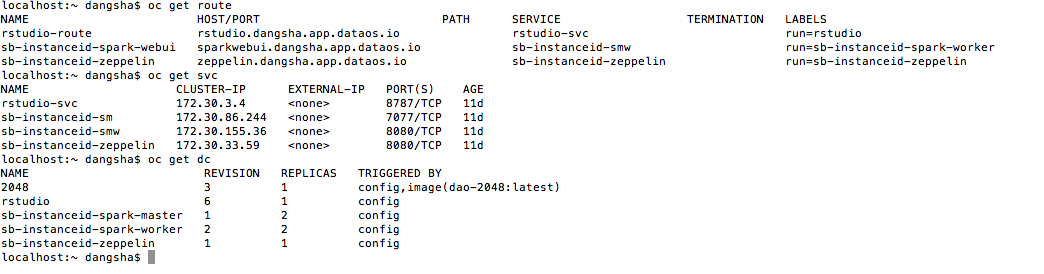 localhost:~ dangsha$ oc get route
NAME                         HOST/PORT                          PATH      SERVICE                  TERMINATION   LABELS
rstudio-route                rstudio.dangsha.app.dataos.io                rstudio-svc                            run=rstudio
sb-instanceid-spark-webui    sparkwebui.dangsha.app.dataos.io             sb-instanceid-smw                      run=sb-instanceid-spark-worker
sb-instanceid-zeppelin       zeppelin.dangsha.app.dataos.io               sb-instanceid-zeppelin                 run=sb-instanceid-zeppelin
localhost:~ dangsha$ oc get svc
NAME                      CLUSTER-IP      EXTERNAL-IP   PORT(S)    AGE
rstudio-svc               172.30.3.4      <none>        8787/TCP   11d
sb-instanceid-sm          172.30.86.244   <none>        7077/TCP   11d
sb-instanceid-smw         172.30.155.36   <none>        8080/TCP   11d
sb-instanceid-zeppelin    172.30.33.59    <none>        8080/TCP   11d
localhost:~ dangsha$ oc get dc
NAME                          REVISION   REPLICAS   TRIGGERED BY
2048                          3          1          config,image(dao-2048:latest)
rstudio                       6          1          config
sb-instanceid-spark-master    1          2          config
sb-instanceid-spark-worker    2          2          config
sb-instanceid-zeppelin        1          1          config
localhost:~ dangsha$